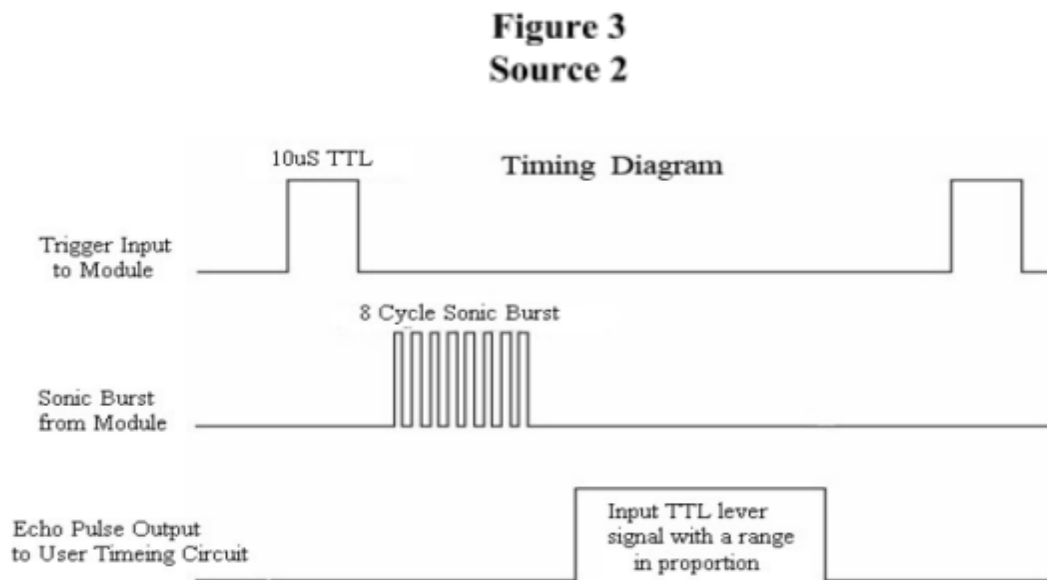 Figure 3
Source 2
10uS TTL
Timing Diagram
Trigger Input
to Module
8 Cycle Sonic Burst
Sonic Burst
from Module
Echo Pulse Output
to User Timeing Circuit
Input TTL lever
signal with a range
in proportion